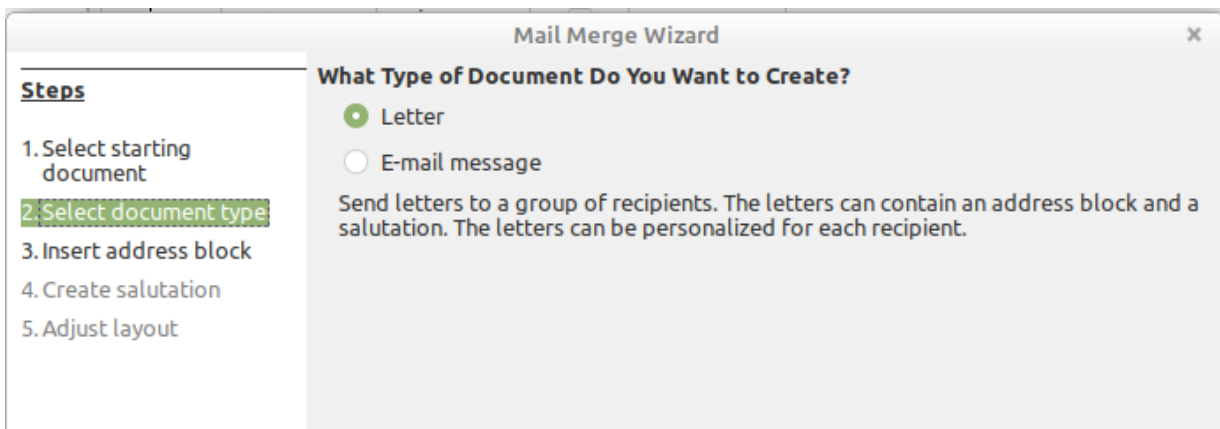 Mail Merge Wizard
Steps
1. Select starting
document
2. Select document type
3. Insert address block
4. Create salutation
5. Adjust layout
What Type of Document Do You Want to Create?
Letter
E-mail message
Send letters to a group of recipients. The letters can contain an address block and a
salutation. The letters can be personalized for each recipient.